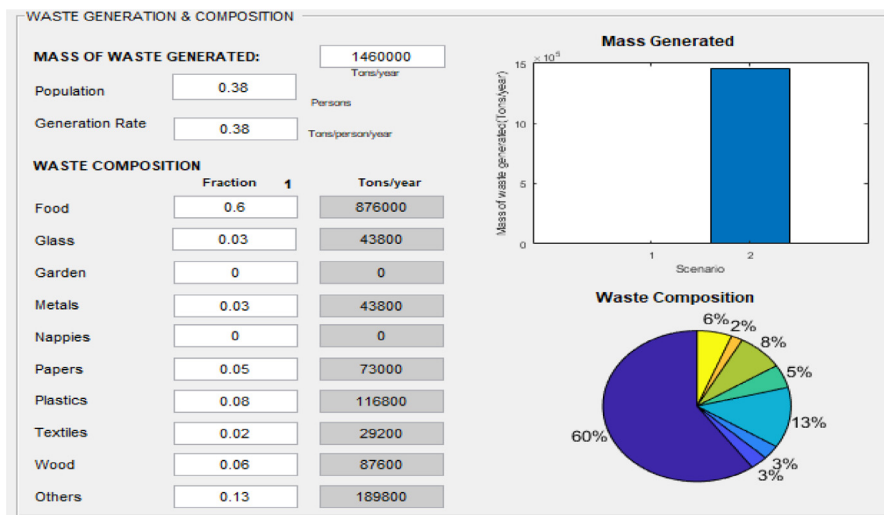 WASTE GENERATION & COMPOSITION
MASS OF WASTE GENERATED: 1460000
Tons/year
Population 0.38
Persons
Generation Rate 0.38
Tons/person/year
WASTE COMPOSITION
Fraction 1 Tons/year
Food 0.6 876000
Glass 0.03 43800
Garden 0 0
Metals 0.03 43800
Nappies 0 0
Papers 0.05 73000
Plastics 0.08 116800
Textiles 0.02 29200
Wood 0.06 87600
Others 0.13 189800
Mass Generated
× 10⁵
15
10
5
0
Mass of waste generated(Tons/year)
1 2
Scenario
Waste Composition
6%
2%
8%
5%
13%
3%
3%
60%